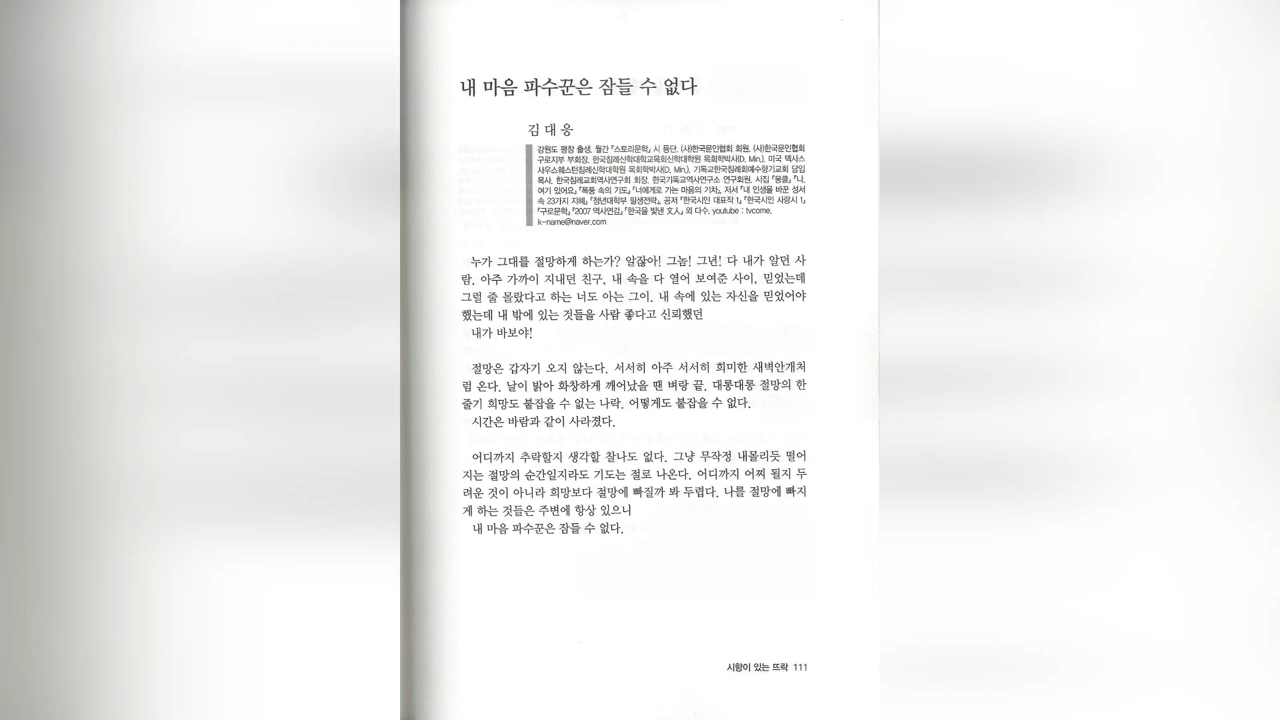 내 마음 파수꾼은 잠들 수 없다
김 대 응
강원도 평창 출생. 월간 『스토리문학』 시 등단. (사)한국문인협회 회원. (사)한국문인협회
구로지부 부회장. 한국침례신학대학교목회신학대학원 목회학박사(D. Min.). 미국 텍사스
사우스웨스턴침례신학대학원 목회학박사(D. Min.). 기독교한국침례회예수향기교회 담임
목사. 한국침례교회역사연구회 회장. 한국기독교역사연구소 연구회원. 시집 『뭉클』 『나,
여기 있어요』 『폭풍 속의 기도』 『너에게로 가는 마음의 기차』. 저서 『내 인생을 바꾼 성서
속 23가지 지혜』 『청년대학부 필생전략』. 공저 『한국시인 대표작 1』 『한국시인 사랑시 1』
『구로문학』 『2007 역사연감』 『한국을 빛낸 文人』 외 다수. youtube : tvcome.
k-name@naver.com
누가 그대를 절망하게 하는가? 알잖아! 그놈! 그년! 다 내가 알던 사
람. 아주 가까이 지내던 친구, 내 속을 다 열어 보여준 사이, 믿었는데
그럴 줄 몰랐다고 하는 너도 아는 그이. 내 속에 있는 자신을 믿었어야
했는데 내 밖에 있는 것들을 사람 좋다고 신뢰했던
내가 바보야!
절망은 갑자기 오지 않는다. 서서히 아주 서서히 희미한 새벽안개처
럼 온다. 날이 밝아 화창하게 깨어났을 땐 벼랑 끝. 대롱대롱 절망의 한
줄기 희망도 붙잡을 수 없는 나락. 어떻게도 붙잡을 수 없다.
시간은 바람과 같이 사라졌다.
어디까지 추락할지 생각할 찰나도 없다. 그냥 무작정 내몰리듯 떨어
지는 절망의 순간일지라도 기도는 절로 나온다. 어디까지 어찌 될지 두
려운 것이 아니라 희망보다 절망에 빠질까 봐 두렵다. 나를 절망에 빠지
게 하는 것들은 주변에 항상 있으니
내 마음 파수꾼은 잠들 수 없다.
시향이 있는 뜨락 111